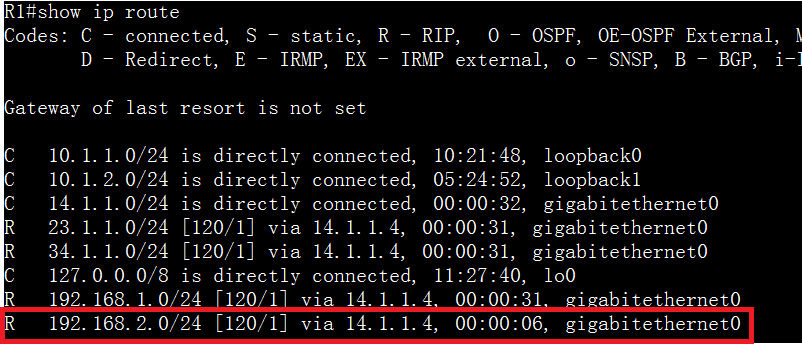 R1#show ip route
Codes: C - connected, S - static, R - RIP,  O - OSPF, OE-OSPF External,
       D - Redirect, E - IRMP, EX - IRMP external, o - SNSP, B - BGP,
Gateway of last resort is not set
C   10.1.1.0/24 is directly connected, 10:21:48, loopback0
C   10.1.2.0/24 is directly connected, 05:24:52, loopback1
C   14.1.1.0/24 is directly connected, 00:00:32, gigabitethernet0
R   23.1.1.0/24 [120/1] via 14.1.1.4, 00:00:31, gigabitethernet0
R   34.1.1.0/24 [120/1] via 14.1.1.4, 00:00:31, gigabitethernet0
C   127.0.0.0/8 is directly connected, 11:27:40, lo0
R   192.168.1.0/24 [120/1] via 14.1.1.4, 00:00:31, gigabitethernet0
R   192.168.2.0/24 [120/1] via 14.1.1.4, 00:00:06, gigabitethernet0